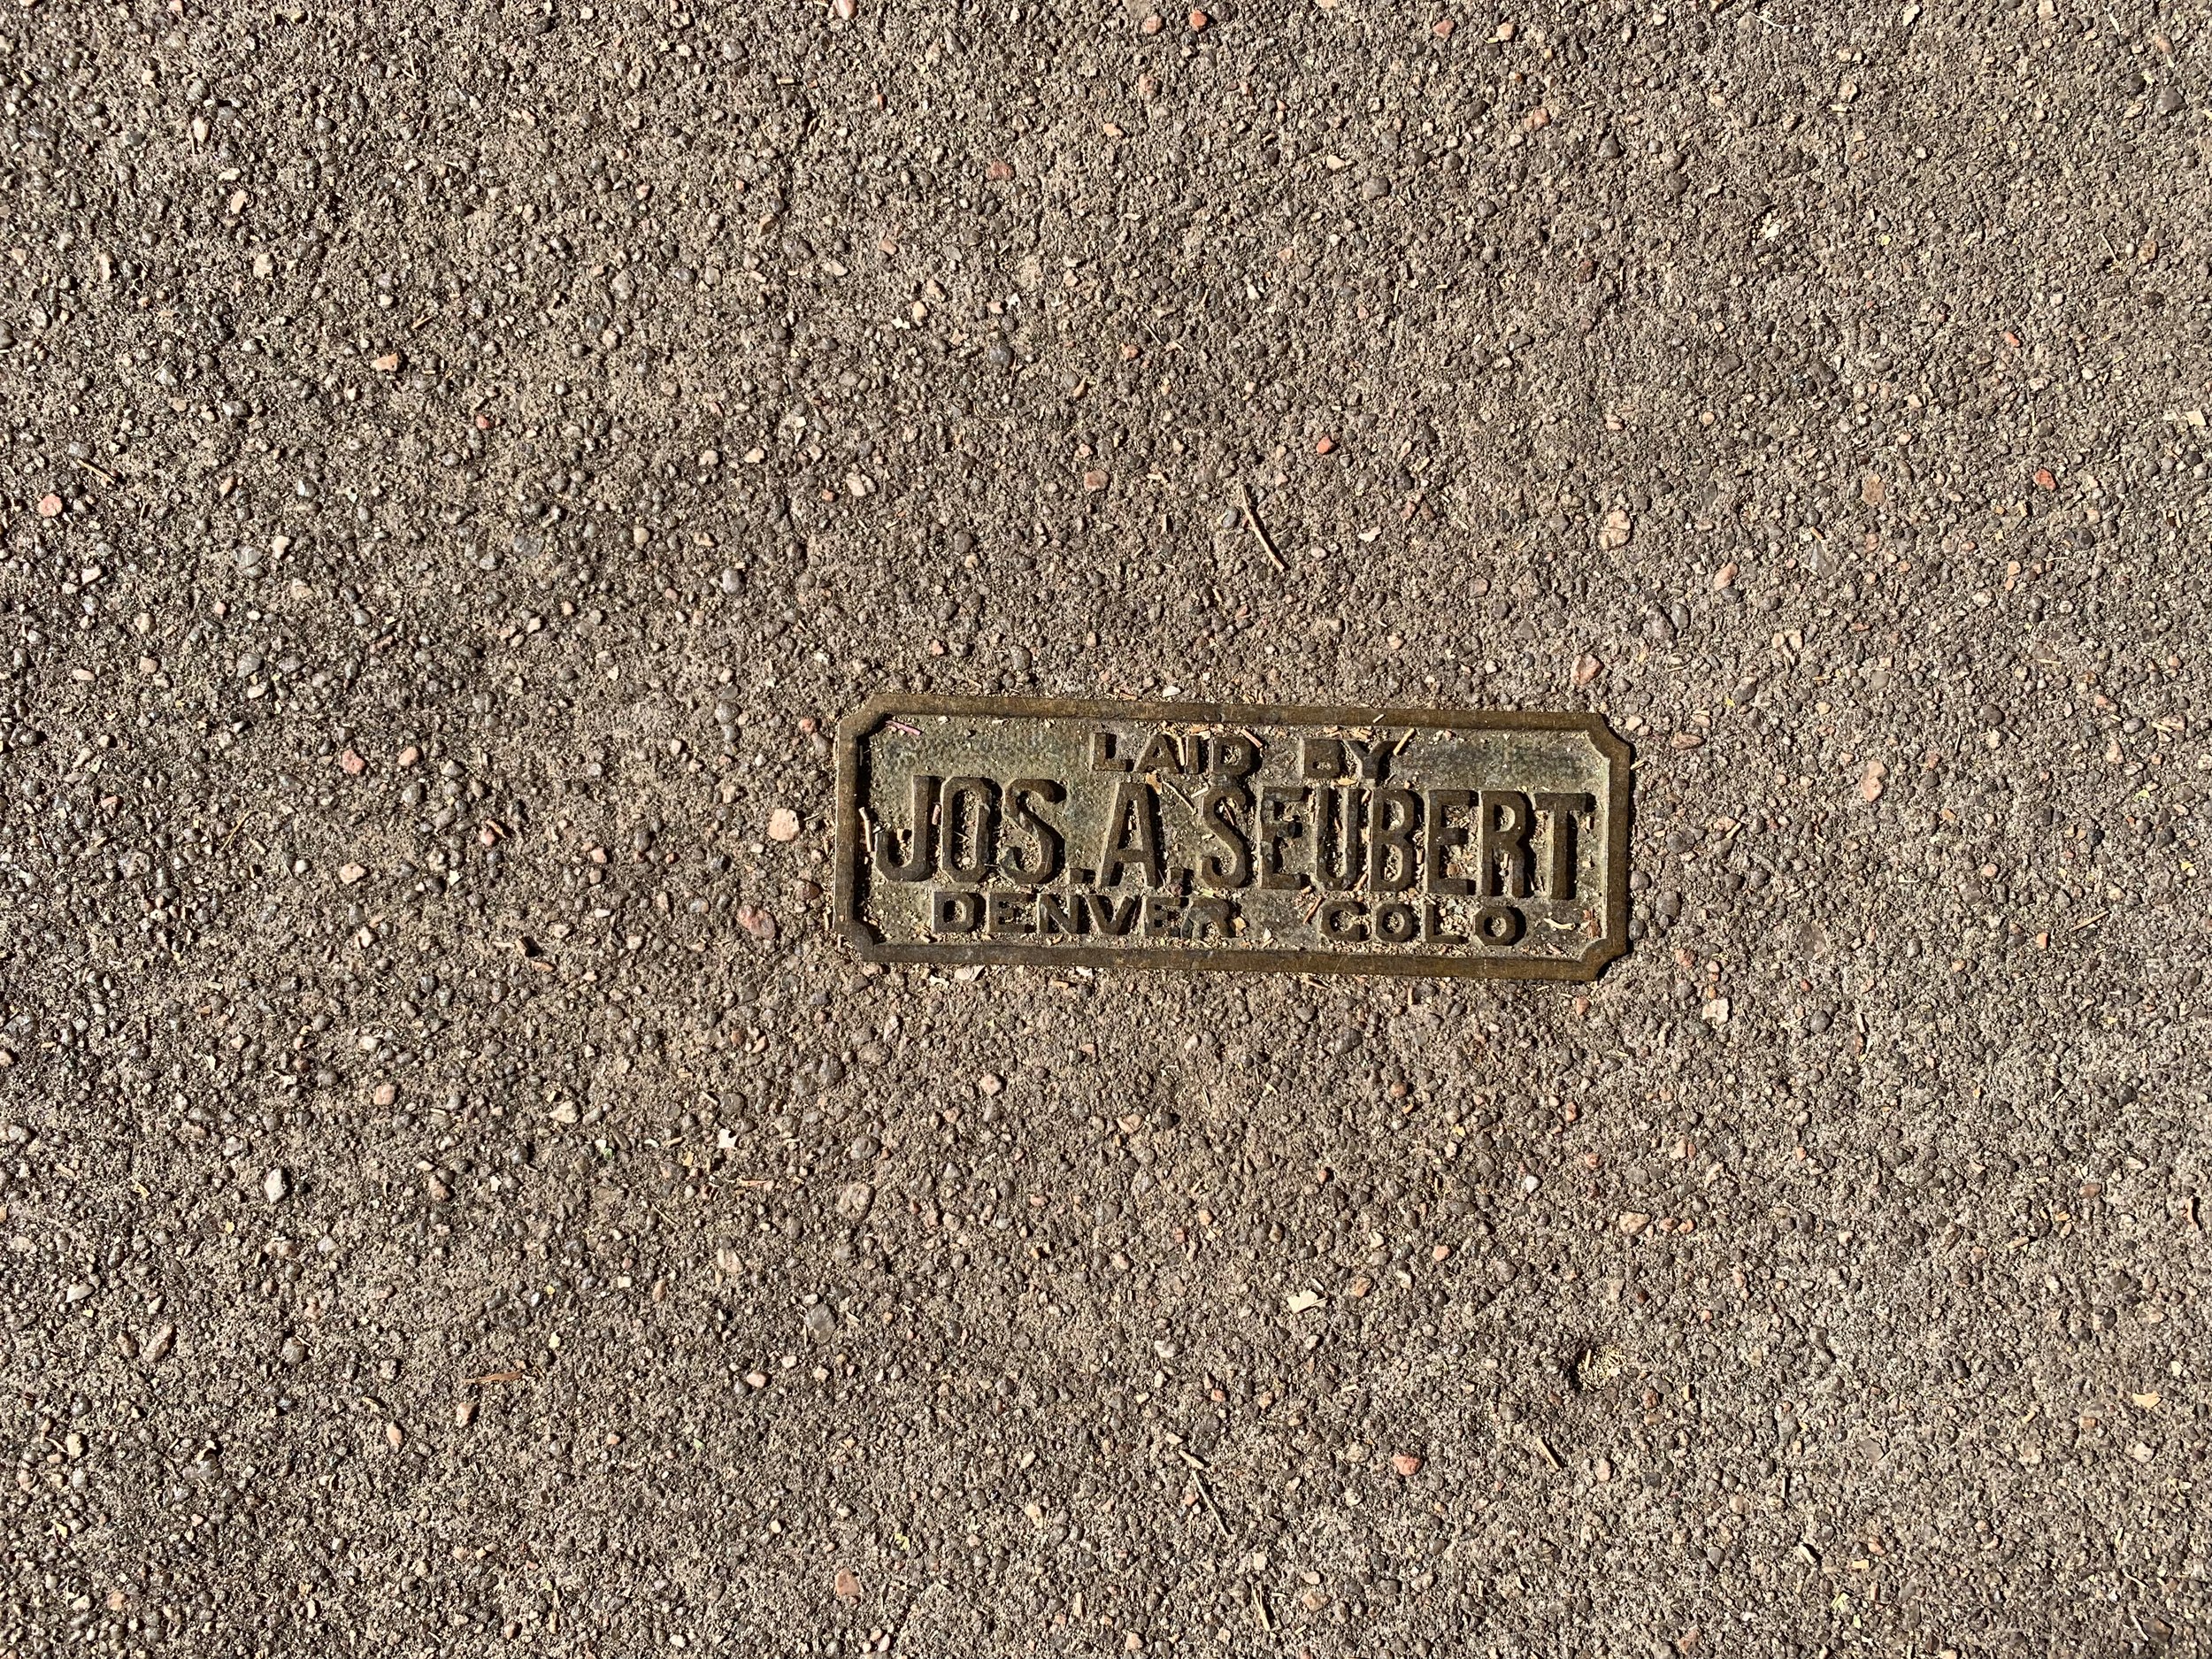 LAID BY
JOS. A. SEUBERT
DENVER COLO